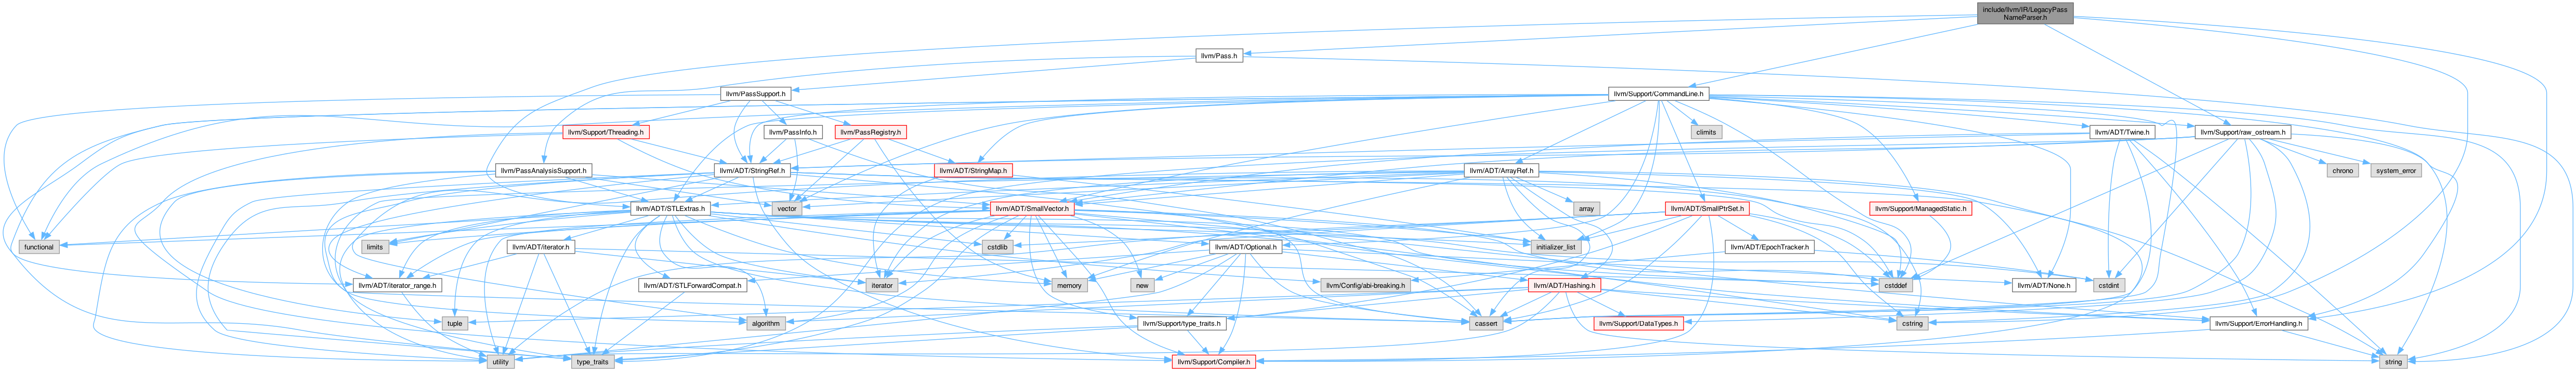 include/llvm/IR/LegacyPass
NameParser.h
llvm/Pass.h
llvm/PassSupport.h
llvm/Support/CommandLine.h
llvm/Support/Threading.h
llvm/PassInfo.h
llvm/PassRegistry.h
climits
llvm/ADT/Twine.h
llvm/Support/raw_ostream.h
llvm/PassAnalysisSupport.h
llvm/ADT/StringRef.h
llvm/ADT/StringMap.h
llvm/ADT/ArrayRef.h
chrono
system_error
llvm/ADT/STLExtras.h
vector
llvm/ADT/SmallVector.h
array
llvm/ADT/SmallPtrSet.h
llvm/Support/ManagedStatic.h
functional
llvm/ADT/iterator.h
limits
cstdlib
llvm/ADT/Optional.h
initializer_list
llvm/ADT/EpochTracker.h
llvm/ADT/iterator_range.h
llvm/ADT/STLForwardCompat.h
iterator
memory
new
llvm/Config/abi-breaking.h
llvm/ADT/Hashing.h
cstddef
llvm/ADT/None.h
cstdint
tuple
algorithm
llvm/Support/type_traits.h
cassert
llvm/Support/DataTypes.h
cstring
llvm/Support/ErrorHandling.h
utility
type_traits
llvm/Support/Compiler.h
string